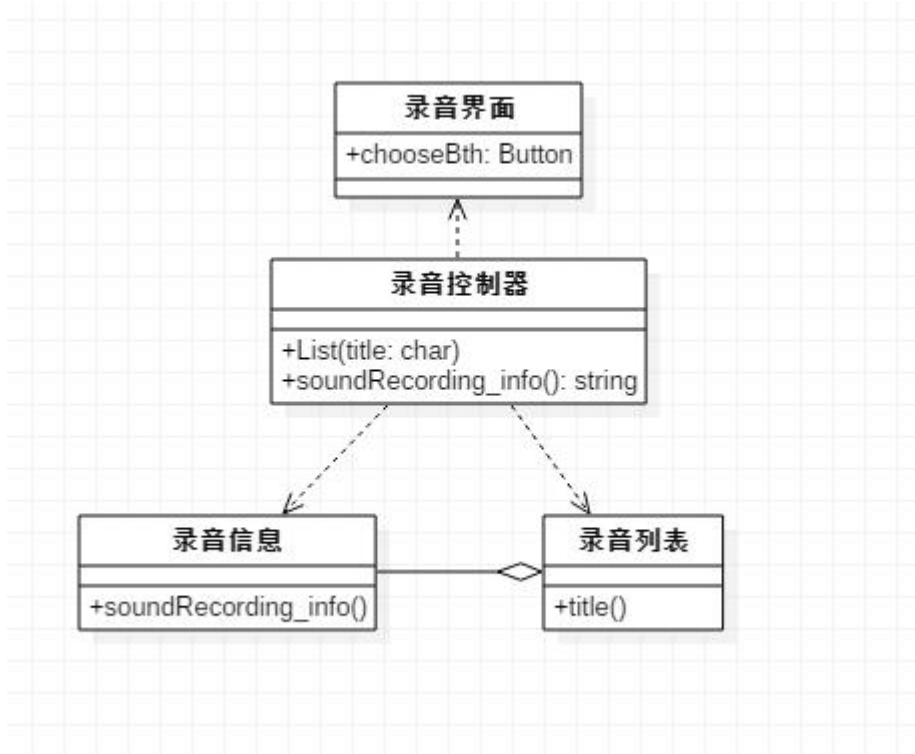 录音界面
+chooseBth: Button
录音控制器
+List(title: char)
+soundRecording_info(): string
录音信息
+soundRecording_info()
录音列表
+title()